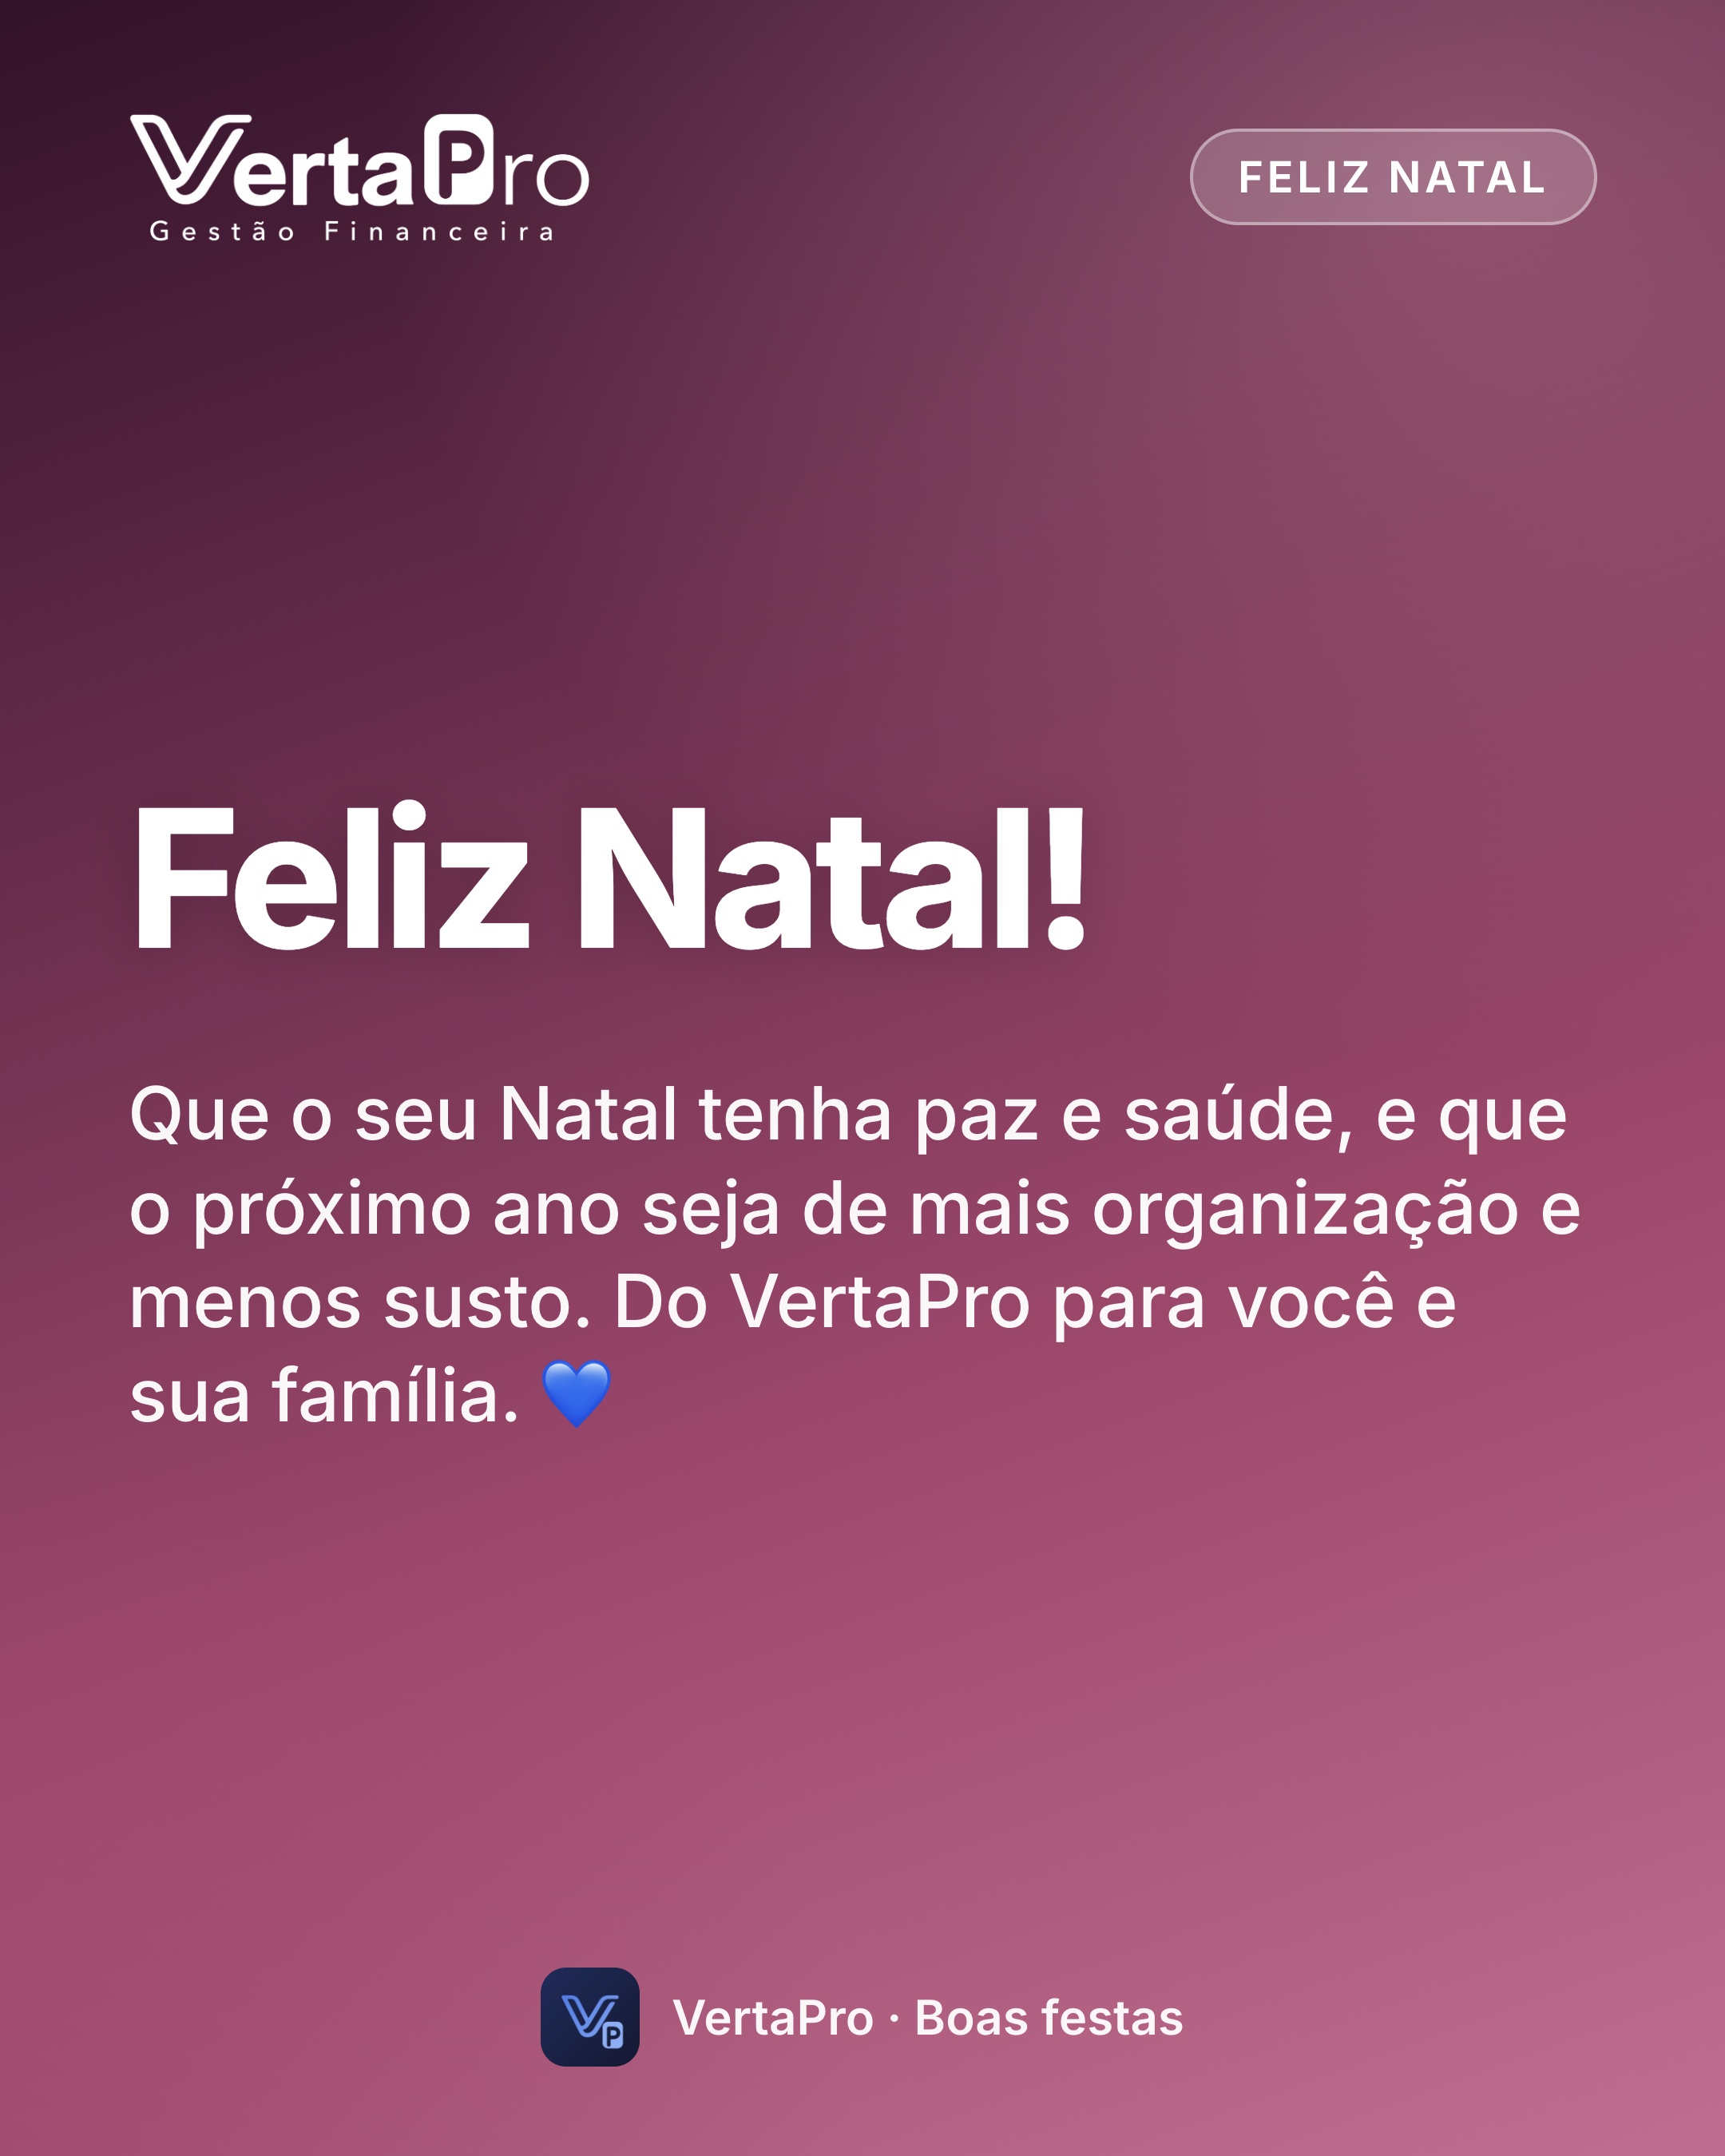 VertaPro
Gestão Financeira
FELIZ NATAL
Feliz Natal!
Que o seu Natal tenha paz e saúde, e que
o próximo ano seja de mais organização e
menos susto. Do VertaPro para você e
sua família. 💙
VP
VertaPro · Boas festas